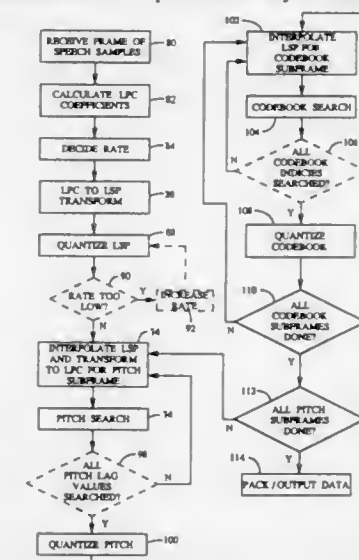 RECEIVE FRAME OF
SPEECH SAMPLES
80
CALCULATE LPC
COEFFICIENTS
82
DECIDE RATE
84
LPC TO LSP
TRANSFORM
86
QUANTIZE LSP
88
RATE TOO
LOW?
90
Y
INCREASE
RATE
92
N
INTERPOLATE LSP
AND TRANSFORM
TO LPC FOR PITCH
SUBFRAME
94
PITCH SEARCH
ALL
PITCH LAG
VALUES
SEARCHED?
98
N
Y
QUANTIZE PITCH
100
102
INTERPOLATE
LSP FOR
CODEBOOK
SUBFRAME
CODEBOOK SEARCH
104
106
ALL
CODEBOOK
INDICIES
SEARCHED?
N
Y
108
QUANTIZE
CODEBOOK
110
ALL
CODEBOOK
SUBFRAMES
DONE?
N
Y
112
ALL PITCH
SUBFRAMES
DONE?
N
Y
114
PACK/OUTPUT DATA